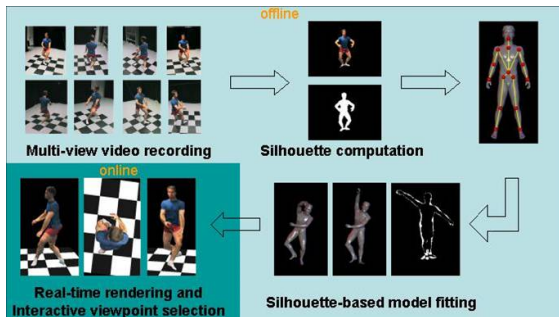 offline
Multi-view video recording
Silhouette computation
online
Real-time rendering and
Interactive viewpoint selection
Silhouette-based model fitting